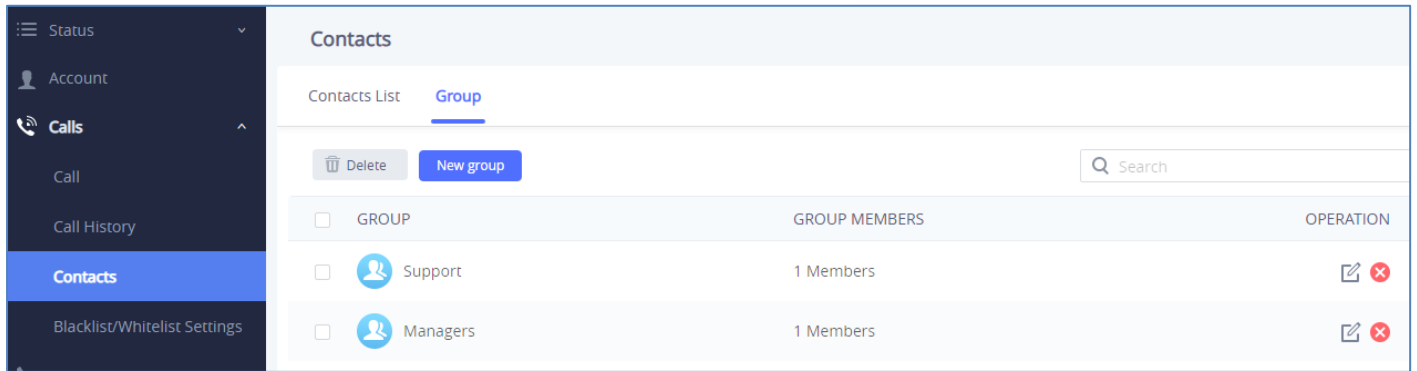 Status
Account
Calls
Call
Call History
Contacts
Blacklist/Whitelist Settings
Contacts
Contacts List Group
Delete New group Search
GROUP GROUP MEMBERS OPERATION
Support 1 Members
Managers 1 Members